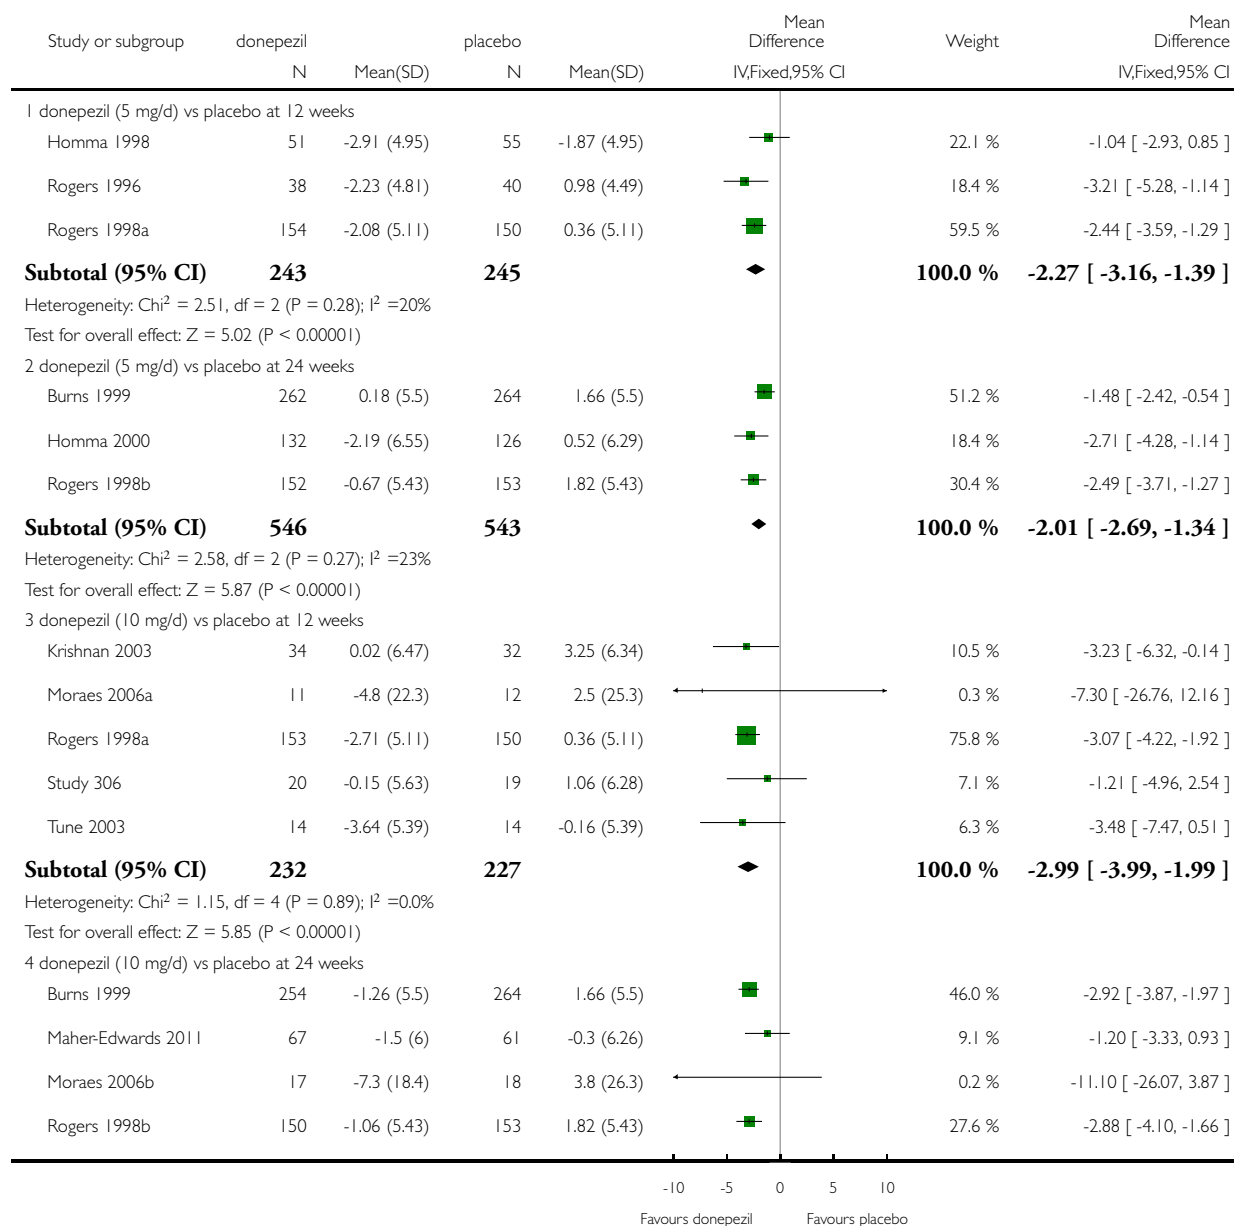 Study or subgroup donepezil placebo Mean Difference Weight Mean Difference
N Mean(SD) N Mean(SD) IV,Fixed,95% CI IV,Fixed,95% CI
1 donepezil (5 mg/d) vs placebo at 12 weeks
Homma 1998 51 -2.91 (4.95) 55 -1.87 (4.95) 22.1 % -1.04 [ -2.93, 0.85 ]
Rogers 1996 38 -2.23 (4.81) 40 0.98 (4.49) 18.4 % -3.21 [ -5.28, -1.14 ]
Rogers 1998a 154 -2.08 (5.11) 150 0.36 (5.11) 59.5 % -2.44 [ -3.59, -1.29 ]
Subtotal (95% CI) 243 245 100.0 % -2.27 [ -3.16, -1.39 ]
Heterogeneity: Chi² = 2.51, df = 2 (P = 0.28); I² =20%
Test for overall effect: Z = 5.02 (P < 0.00001)
2 donepezil (5 mg/d) vs placebo at 24 weeks
Burns 1999 262 0.18 (5.5) 264 1.66 (5.5) 51.2 % -1.48 [ -2.42, -0.54 ]
Homma 2000 132 -2.19 (6.55) 126 0.52 (6.29) 18.4 % -2.71 [ -4.28, -1.14 ]
Rogers 1998b 152 -0.67 (5.43) 153 1.82 (5.43) 30.4 % -2.49 [ -3.71, -1.27 ]
Subtotal (95% CI) 546 543 100.0 % -2.01 [ -2.69, -1.34 ]
Heterogeneity: Chi² = 2.58, df = 2 (P = 0.27); I² =23%
Test for overall effect: Z = 5.87 (P < 0.00001)
3 donepezil (10 mg/d) vs placebo at 12 weeks
Krishnan 2003 34 0.02 (6.47) 32 3.25 (6.34) 10.5 % -3.23 [ -6.32, -0.14 ]
Moraes 2006a 11 -4.8 (22.3) 12 2.5 (25.3) 0.3 % -7.30 [ -26.76, 12.16 ]
Rogers 1998a 153 -2.71 (5.11) 150 0.36 (5.11) 75.8 % -3.07 [ -4.22, -1.92 ]
Study 306 20 -0.15 (5.63) 19 1.06 (6.28) 7.1 % -1.21 [ -4.96, 2.54 ]
Tune 2003 14 -3.64 (5.39) 14 -0.16 (5.39) 6.3 % -3.48 [ -7.47, 0.51 ]
Subtotal (95% CI) 232 227 100.0 % -2.99 [ -3.99, -1.99 ]
Heterogeneity: Chi² = 1.15, df = 4 (P = 0.89); I² =0.0%
Test for overall effect: Z = 5.85 (P < 0.00001)
4 donepezil (10 mg/d) vs placebo at 24 weeks
Burns 1999 254 -1.26 (5.5) 264 1.66 (5.5) 46.0 % -2.92 [ -3.87, -1.97 ]
Maher-Edwards 2011 67 -1.5 (6) 61 -0.3 (6.26) 9.1 % -1.20 [ -3.33, 0.93 ]
Moraes 2006b 17 -7.3 (18.4) 18 3.8 (26.3) 0.2 % -11.10 [ -26.07, 3.87 ]
Rogers 1998b 150 -1.06 (5.43) 153 1.82 (5.43) 27.6 % -2.88 [ -4.10, -1.66 ]
-10 -5 0 5 10
Favours donepezil Favours placebo